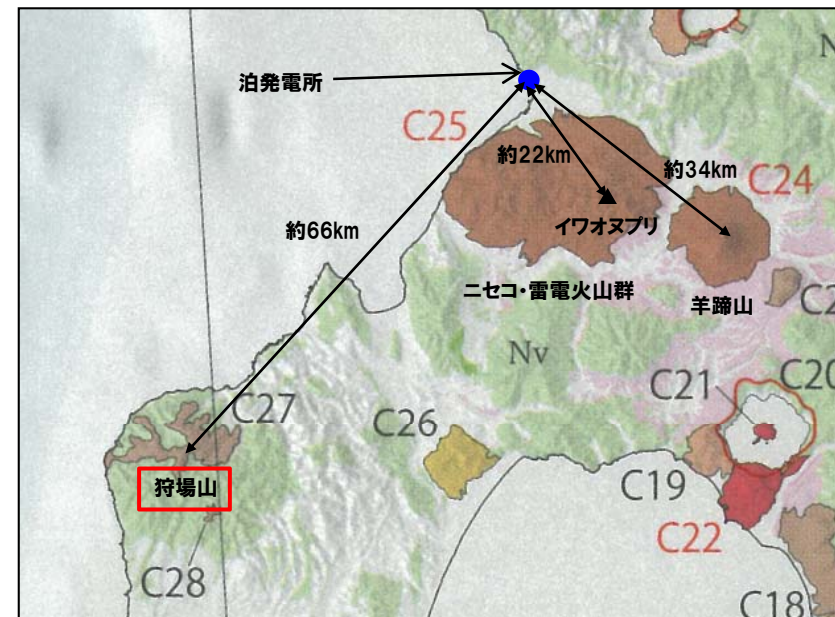 N
泊発電所
C25
約22km
約34km
C24
イワオヌプリ
約66km
ニセコ・雷電火山群
羊蹄山
C2
Nv
C20
C21
C27
C26
狩場山
C19
C22
C28
C18